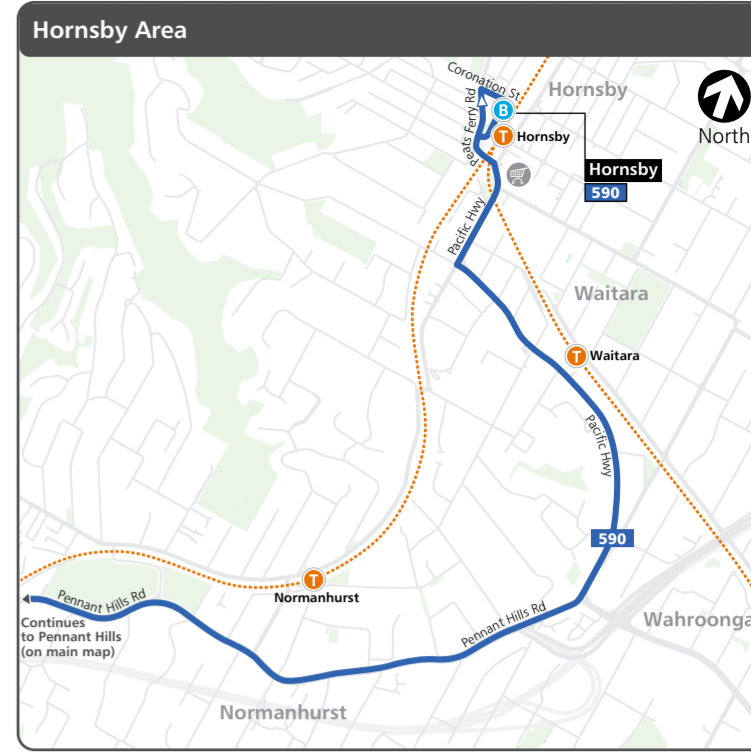 Hornsby Area
Coronation St
Hornsby
Peats Ferry Rd
B
T Hornsby
North
Hornsby
590
Pacific Hwy
Waitara
T Waitara
Pacific Hwy
590
T
Normanhurst
Pennant Hills Rd
Continues
to Pennant Hills
(on main map)
Pennant Hills Rd
Wahroonga
Normanhurst